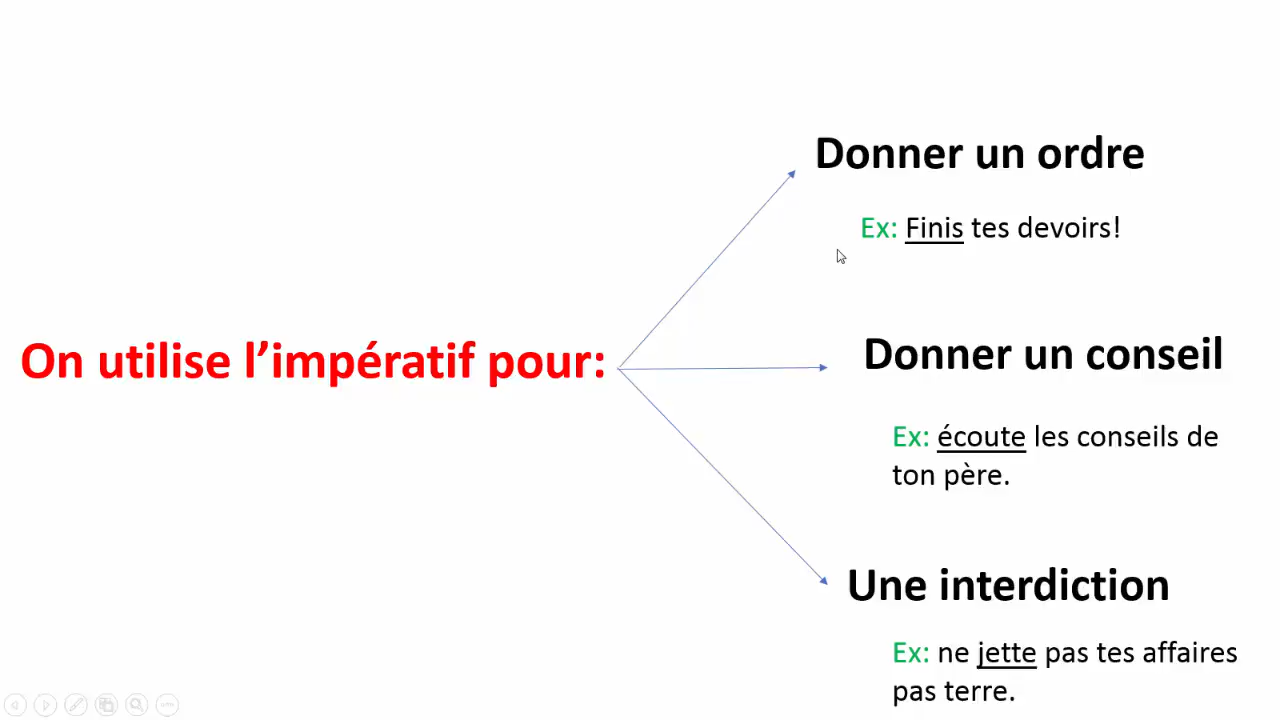 Donner un ordre
Ex: Finis tes devoirs!
On utilise l’impératif pour:
Donner un conseil
Ex: écoute les conseils de
ton père.
Une interdiction
Ex: ne jette pas tes affaires
pas terre.